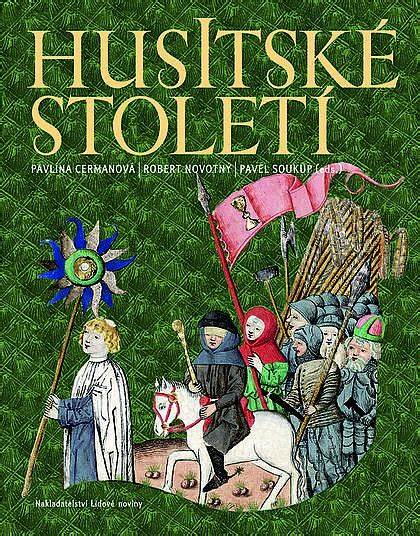 HUSITSKÉ
STOLETÍ
PAVLÍNA CERMANOVÁ | ROBERT NOVOTNÝ | PAVEL SOUKUP (eds.)
Nakladatelství Lidové noviny